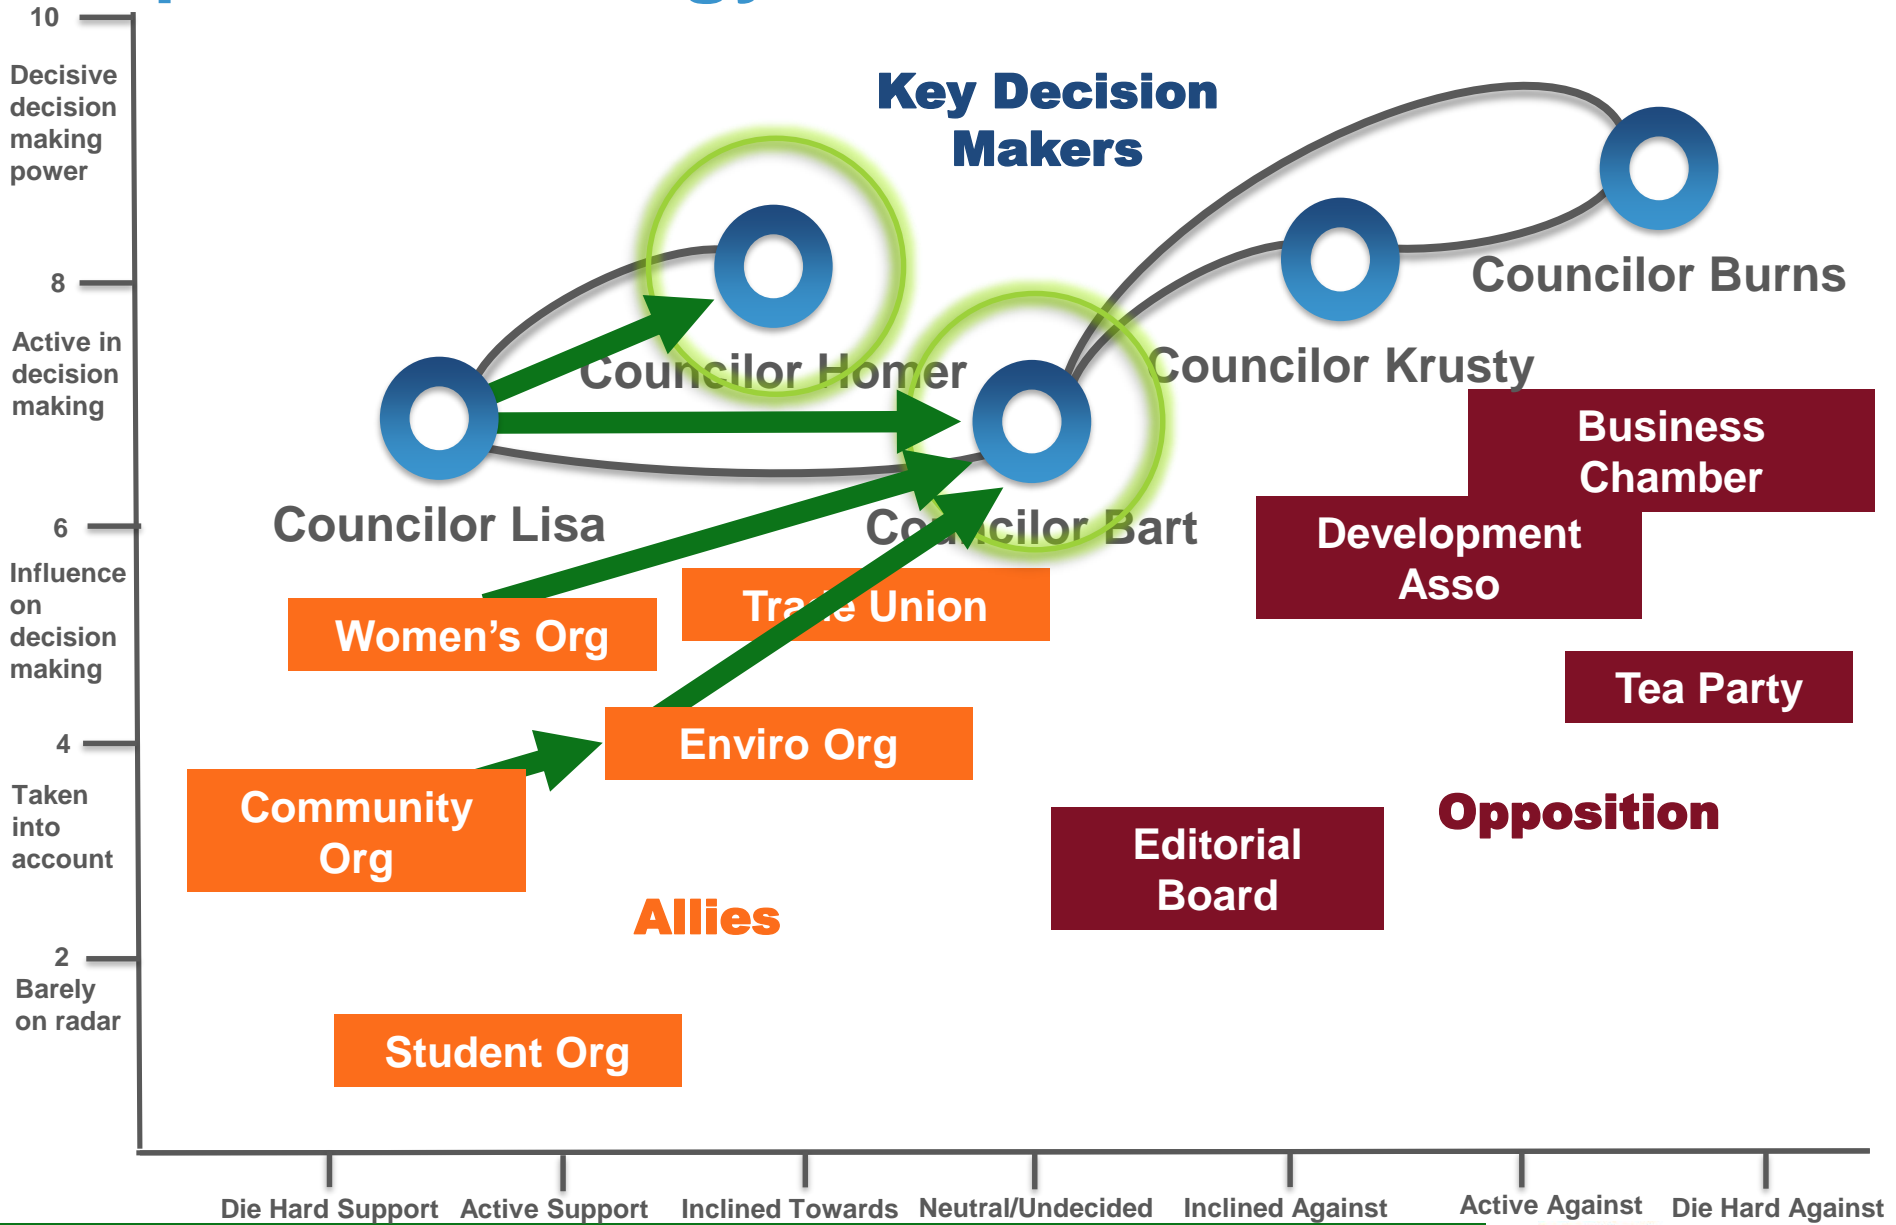 10
Decisive
decision
making
power
8
Active in
decision
making
6
Influence
on
decision
making
4
Taken
into
account
2
Barely
on radar
Key Decision
Makers
Councilor Burns
Councilor Homer
Councilor Krusty
Councilor Lisa
Councilor Bart
Business
Chamber
Development
Asso
Trade Union
Women’s Org
Tea Party
Enviro Org
Community
Org
Opposition
Editorial
Board
Allies
Student Org
Die Hard Support
Active Support
Inclined Towards
Neutral/Undecided
Inclined Against
Active Against
Die Hard Against